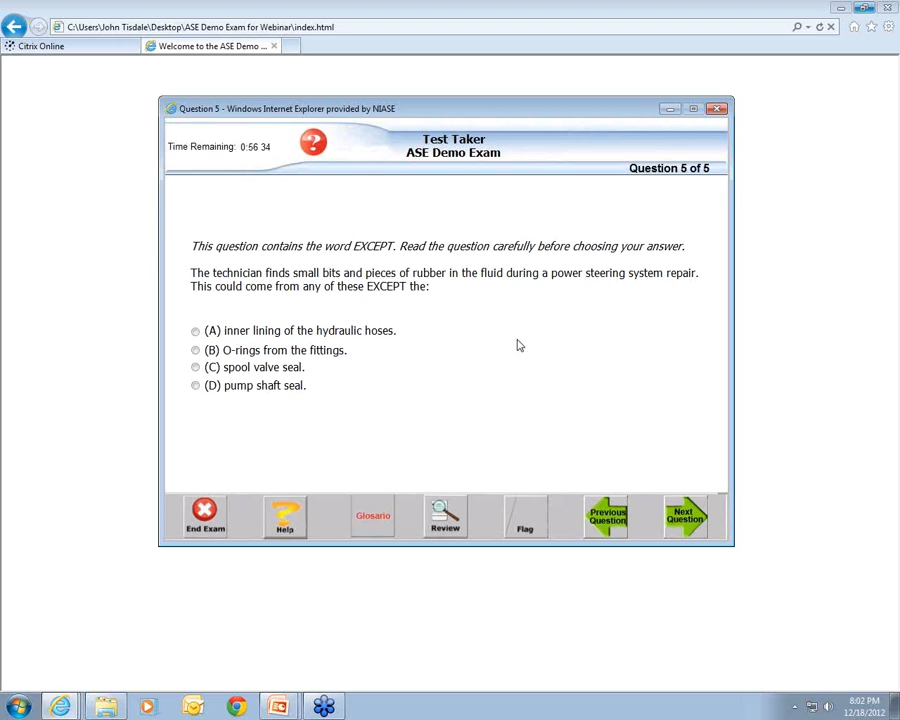 C:\Users\John Tisdale\Desktop\ASE Demo Exam for Webinar\index.html
Citrix Online
Welcome to the ASE Demo ...
Question 5 - Windows Internet Explorer provided by NIASE
Time Remaining: 0:56 34
Test Taker
ASE Demo Exam
Question 5 of 5
This question contains the word EXCEPT. Read the question carefully before choosing your answer.
The technician finds small bits and pieces of rubber in the fluid during a power steering system repair.
This could come from any of these EXCEPT the:
(A) inner lining of the hydraulic hoses.
(B) O-rings from the fittings.
(C) spool valve seal.
(D) pump shaft seal.
End Exam
Help
Glosario
Review
Flag
Previous
Question
Next
Question
8:02 PM
12/18/2012